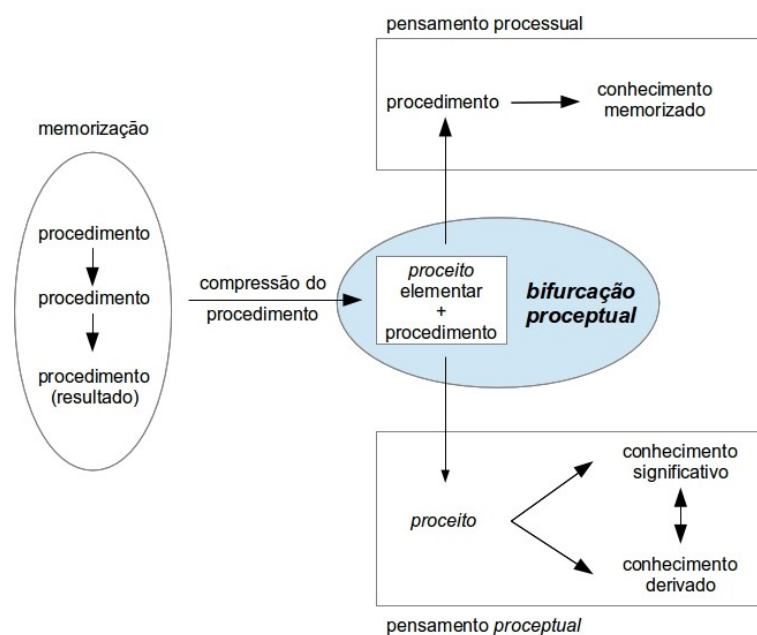 pensamento processual
procedimento
conhecimento
memorizado
memorização
procedimento
procedimento
procedimento
(resultado)
compressão do
procedimento
proceito
elementar
+
procedimento
bifurcação
proceptual
proceito
conhecimento
significativo
conhecimento
derivado
pensamento proceptual